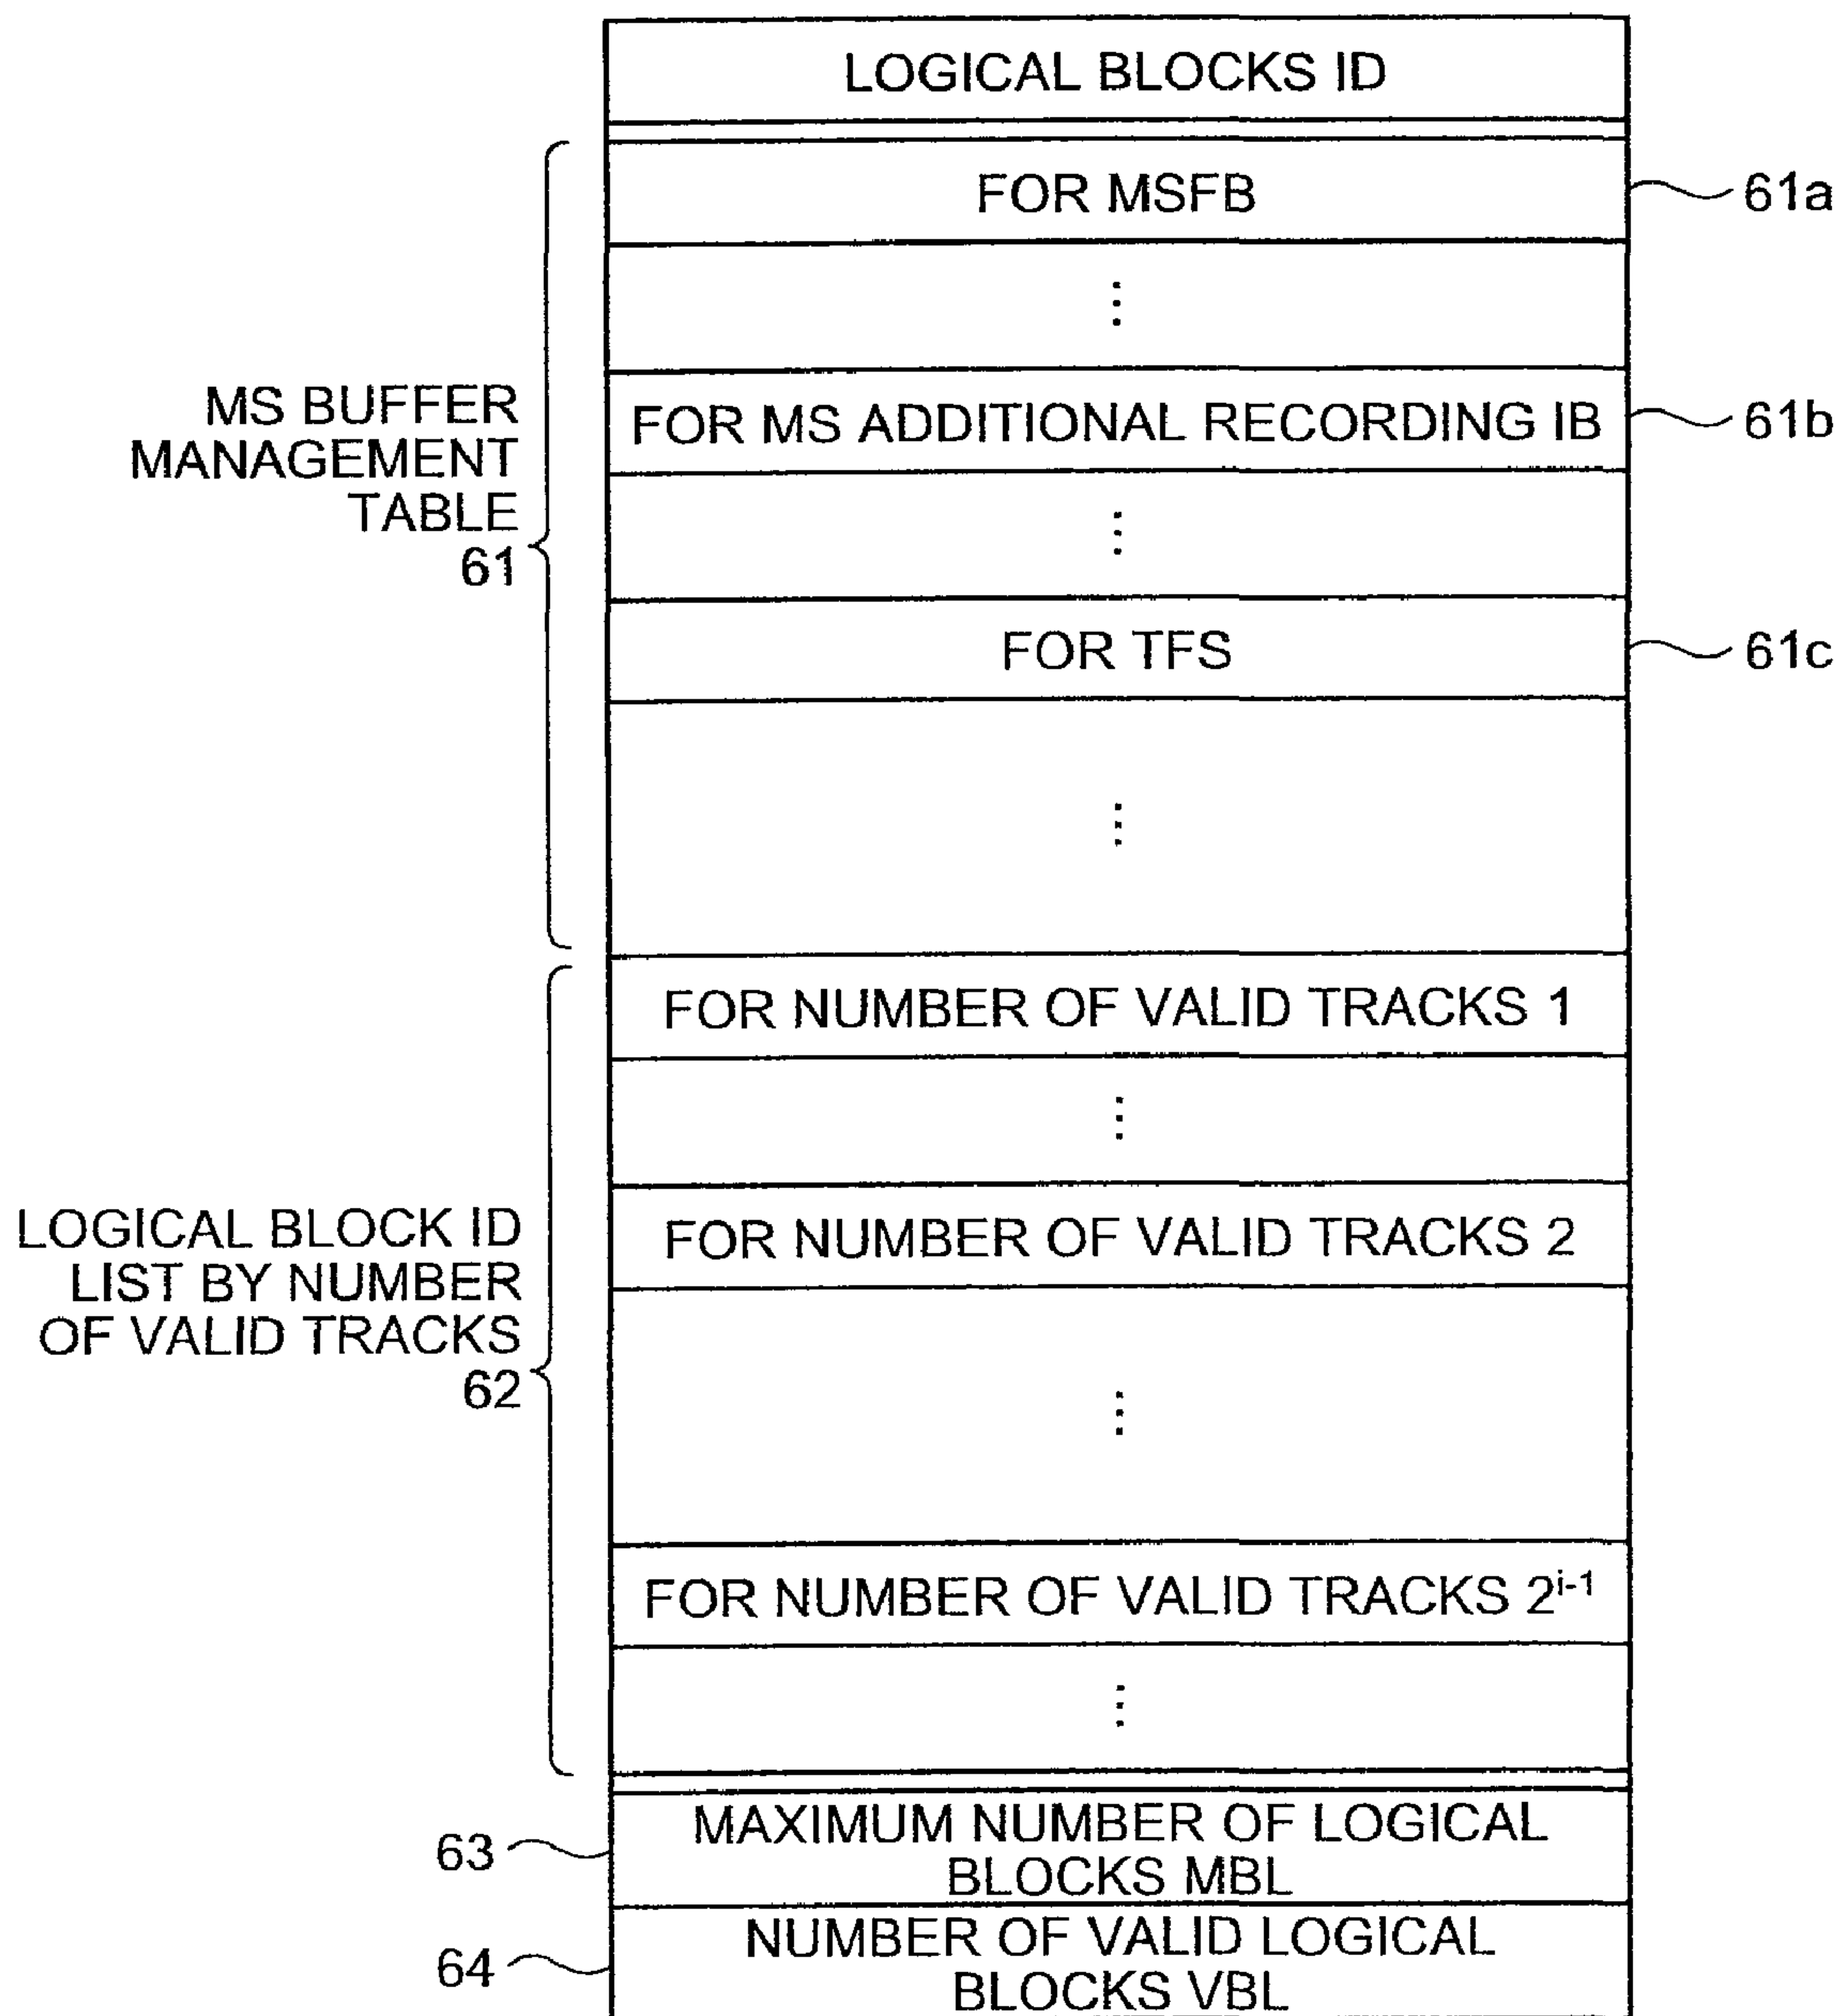 LOGICAL BLOCKS ID
FOR MSFB
61a
⋮
MS BUFFER
MANAGEMENT
TABLE
61
FOR MS ADDITIONAL RECORDING IB
61b
⋮
FOR TFS
61c
⋮
FOR NUMBER OF VALID TRACKS 1
⋮
LOGICAL BLOCK ID
LIST BY NUMBER
OF VALID TRACKS
62
FOR NUMBER OF VALID TRACKS 2
⋮
FOR NUMBER OF VALID TRACKS 2^{i-1}
⋮
63
MAXIMUM NUMBER OF LOGICAL
BLOCKS MBL
64
NUMBER OF VALID LOGICAL
BLOCKS VBL